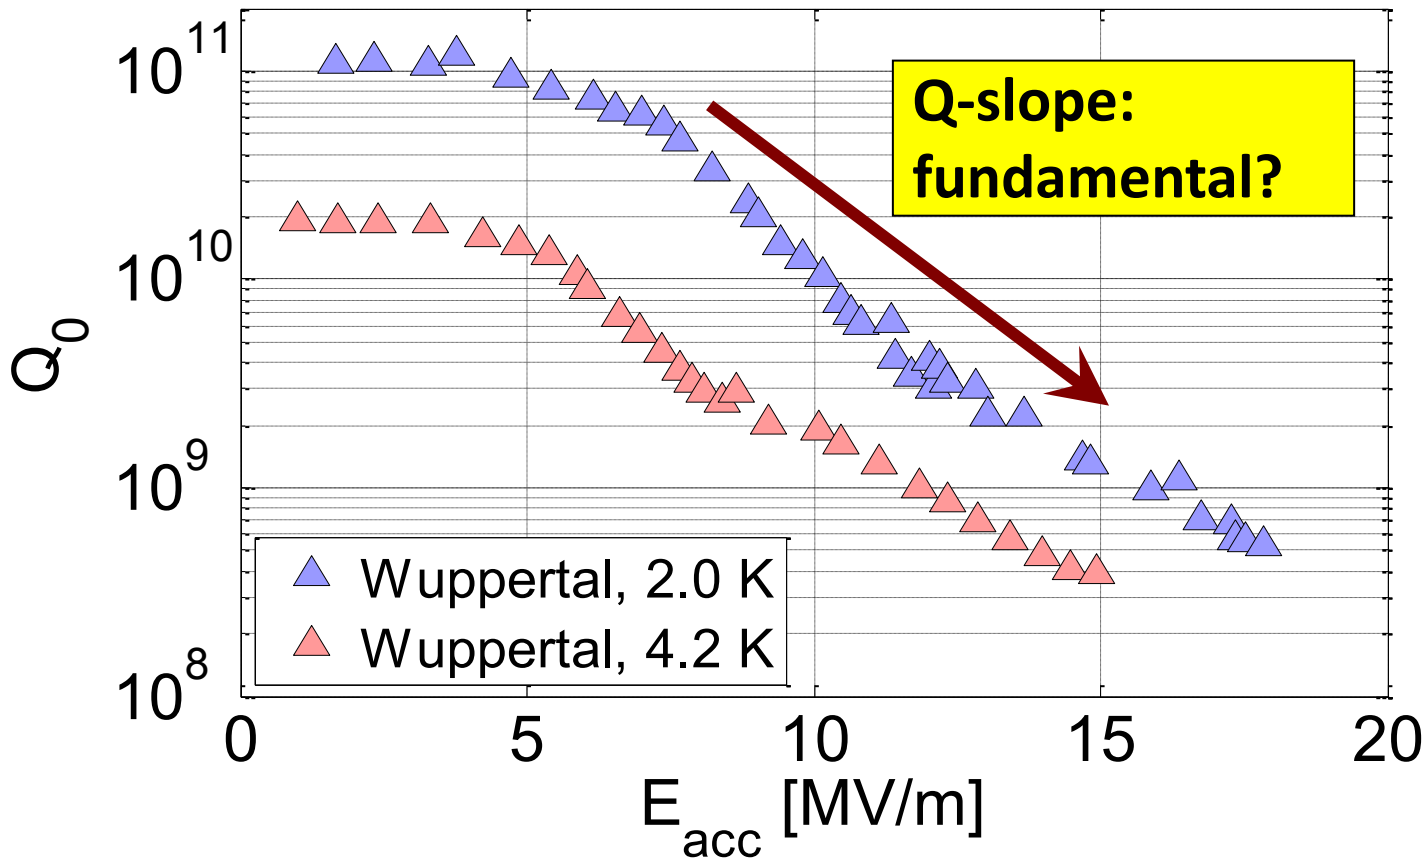 10^11
10^10
10^9
10^8
Q_0
Q-slope:
fundamental?
Wuppertal, 2.0 K
Wuppertal, 4.2 K
0 5 10 15 20
E_acc [MV/m]